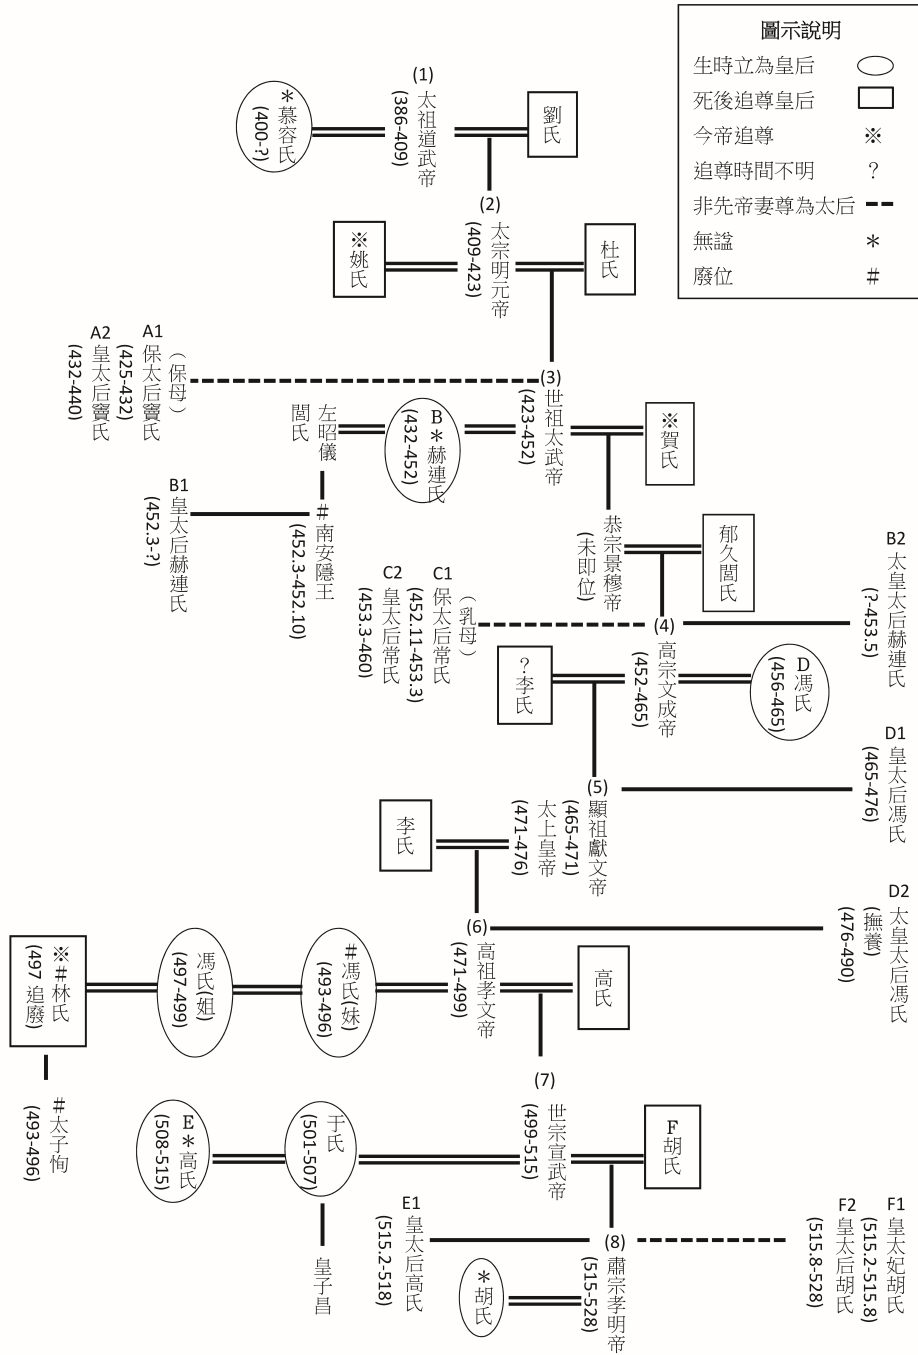 圖示說明
生時立為皇后
死後追尊皇后
今帝追尊 ※
追尊時間不明 ?
非先帝妻尊為太后
無諡 *
廢位 #
(1)
太祖道武帝
(386-409)
*慕容氏
(400-?)
劉氏
(2)
太宗明元帝
(409-423)
※姚氏
杜氏
(3)
世祖太武帝
(423-452)
(保母)
A1
保太后竇氏
(425-432)
A2
皇太后竇氏
(432-440)
B*赫連氏
(432-452)
左昭儀
閭氏
※賀氏
#南安隱王
(452.3-452.10)
B1
皇太后赫連氏
(452.3-?)
恭宗景穆帝
(未即位)
郁久閭氏
B2
太皇太后赫連氏
(?-453.5)
(4)
高宗文成帝
(452-465)
(乳母)
C1
保太后常氏
(452.11-453.3)
C2
皇太后常氏
(453.3-460)
?李氏
D馮氏
(456-465)
D1
皇太后馮氏
(465-476)
(5)
顯祖獻文帝
(465-471)
太上皇帝
(471-476)
李氏
D2
太皇太后馮氏
(撫養)
(476-490)
(6)
高祖孝文帝
(471-499)
高氏
#馮氏(妹)
(493-496)
馮氏(姐)
(497-499)
※#林氏
(497 追廢)
#太子恂
(493-496)
(7)
世宗宣武帝
(499-515)
F胡氏
于氏
(501-507)
E*高氏
(508-515)
皇子昌
E1
皇太后高氏
(515.2-518)
(8)
肅宗孝明帝
(515-528)
*胡氏
F1
皇太妃胡氏
(515.2-515.8)
F2
皇太后胡氏
(515.8-528)